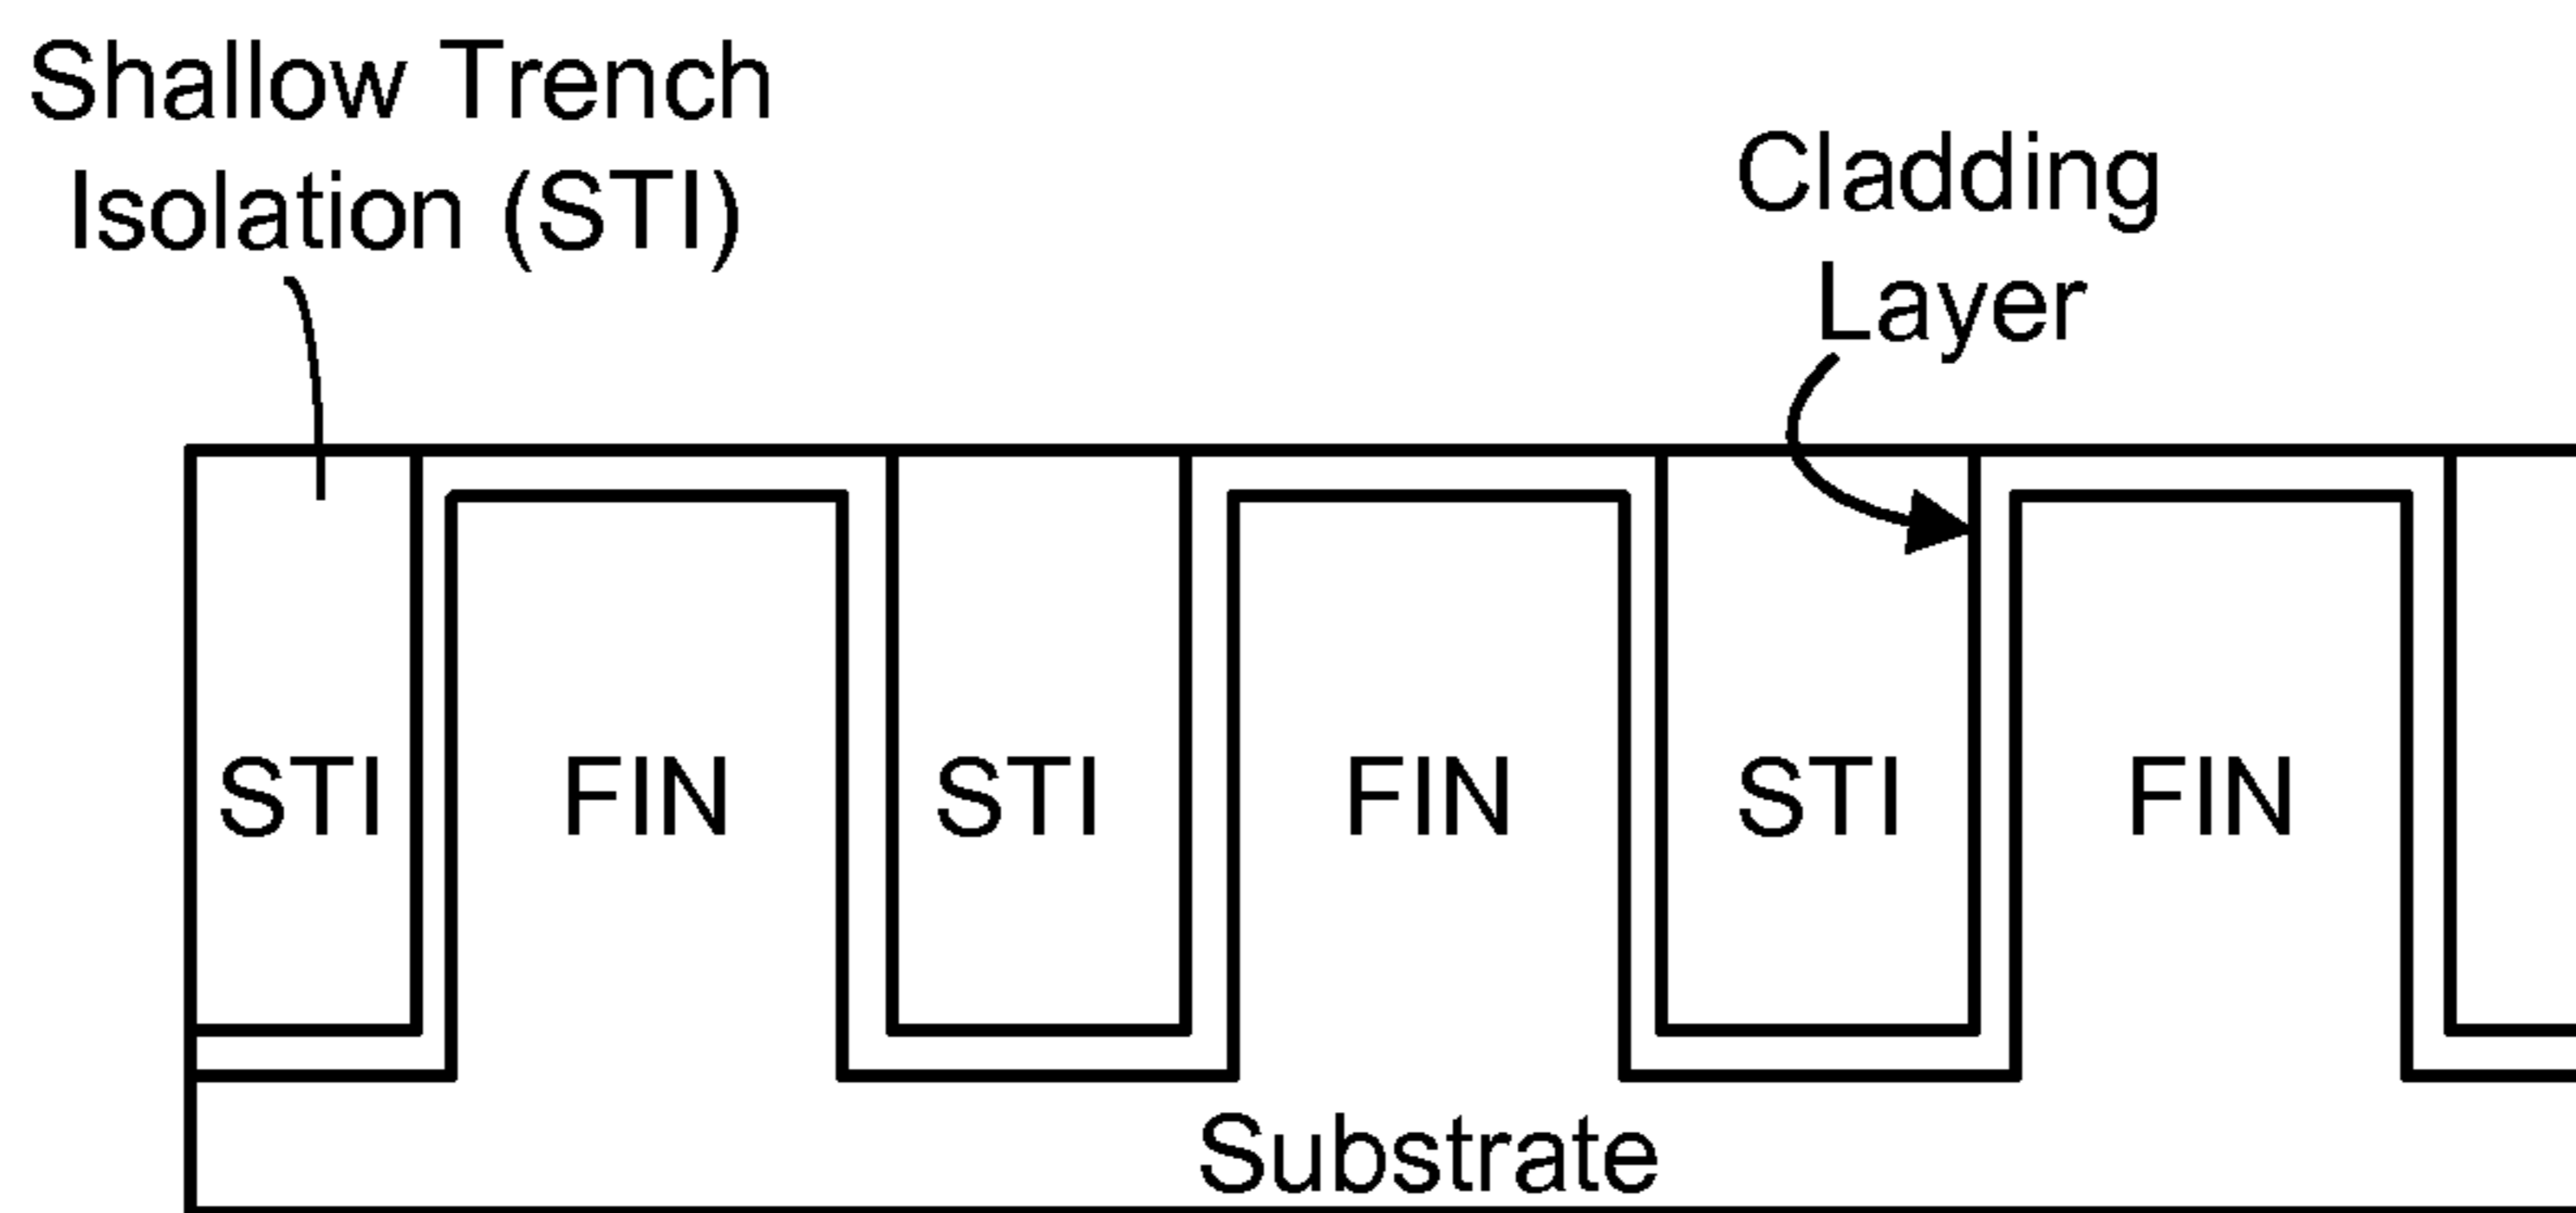 Shallow Trench
Isolation (STI)
Cladding
Layer
STI FIN STI FIN STI FIN
Substrate